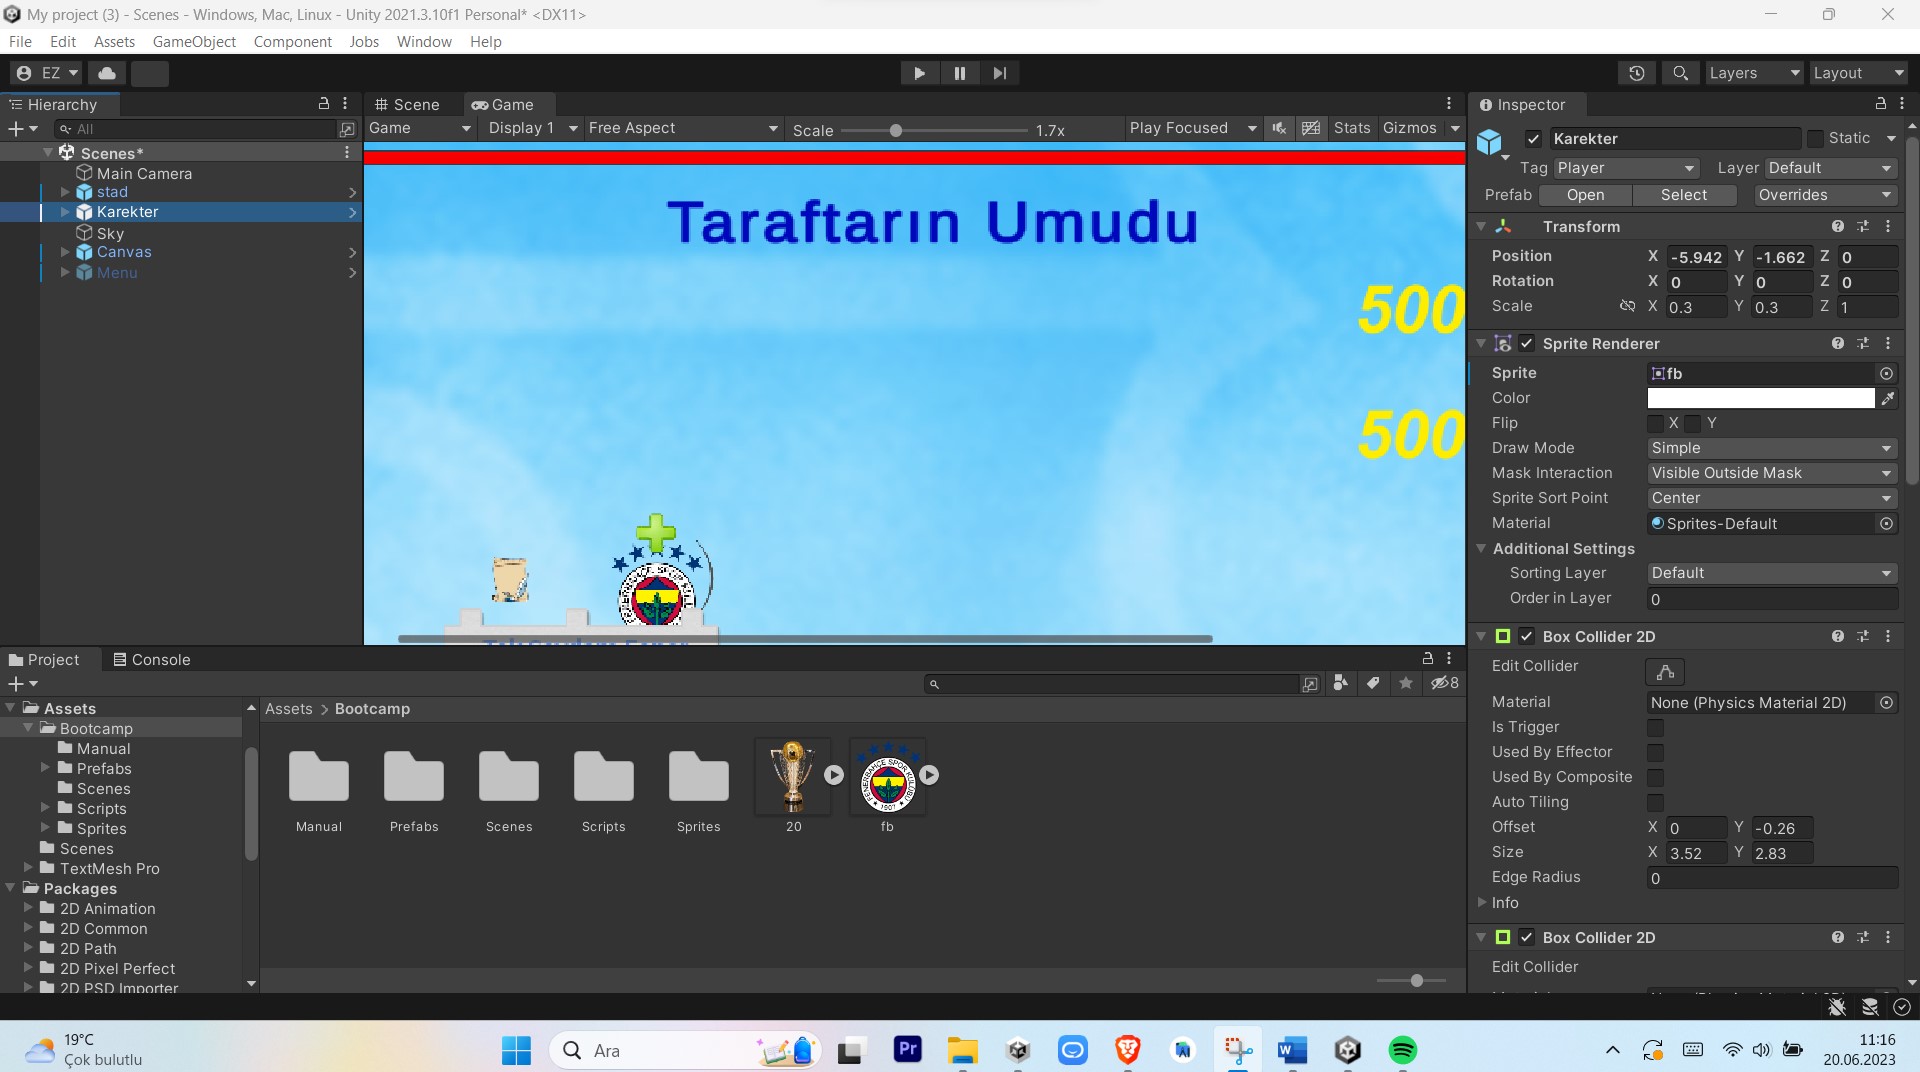 My project (3) - Scenes - Windows, Mac, Linux - Unity 2021.3.10f1 Personal* <DX11>
File Edit Assets GameObject Component Jobs Window Help
EZ Layers Layout
Hierarchy
All
Scenes*
Main Camera
stad
Karekter
Sky
Canvas
Menu
Scene Game
Game Display 1 Free Aspect Scale 1.7x Play Focused Stats Gizmos
Taraftarın Umudu
500
500
Inspector
Karekter Static
Tag Player Layer Default
Prefab Open Select Overrides
Transform
Position X -5.942 Y -1.662 Z 0
Rotation X 0 Y 0 Z 0
Scale X 0.3 Y 0.3 Z 1
Sprite Renderer
Sprite fb
Color
Flip X Y
Draw Mode Simple
Mask Interaction Visible Outside Mask
Sprite Sort Point Center
Material Sprites-Default
Additional Settings
Sorting Layer Default
Order in Layer 0
Box Collider 2D
Edit Collider
Material None (Physics Material 2D)
Is Trigger
Used By Effector
Used By Composite
Auto Tiling
Offset X 0 Y -0.26
Size X 3.52 Y 2.83
Edge Radius 0
Info
Box Collider 2D
Edit Collider
Project Console
8
Assets
Bootcamp
Manual
Prefabs
Scenes
Scripts
Sprites
Scenes
TextMesh Pro
Packages
2D Animation
2D Common
2D Path
2D Pixel Perfect
2D PSD Importer
Assets > Bootcamp
Manual Prefabs Scenes Scripts Sprites 20 fb
FENERBAHÇE SPOR KULÜBÜ
1907
19°C
Çok bulutlu
Ara
Pr
W
11:16
20.06.2023